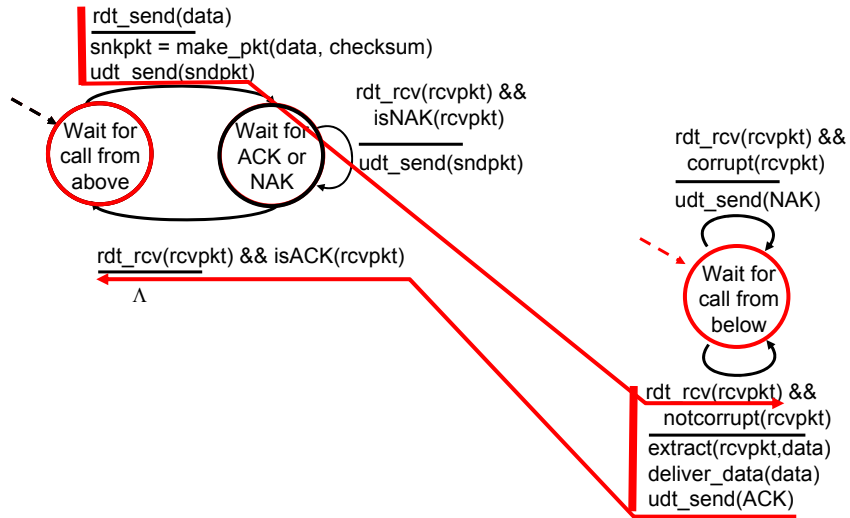 rdt_send(data)
snkpkt = make_pkt(data, checksum)
udt_send(sndpkt)
Wait for
call from
above
Wait for
ACK or
NAK
rdt_rcv(rcvpkt) &&
isNAK(rcvpkt)
udt_send(sndpkt)
rdt_rcv(rcvpkt) && isACK(rcvpkt)
Λ
rdt_rcv(rcvpkt) &&
corrupt(rcvpkt)
udt_send(NAK)
Wait for
call from
below
rdt_rcv(rcvpkt) &&
notcorrupt(rcvpkt)
extract(rcvpkt,data)
deliver_data(data)
udt_send(ACK)